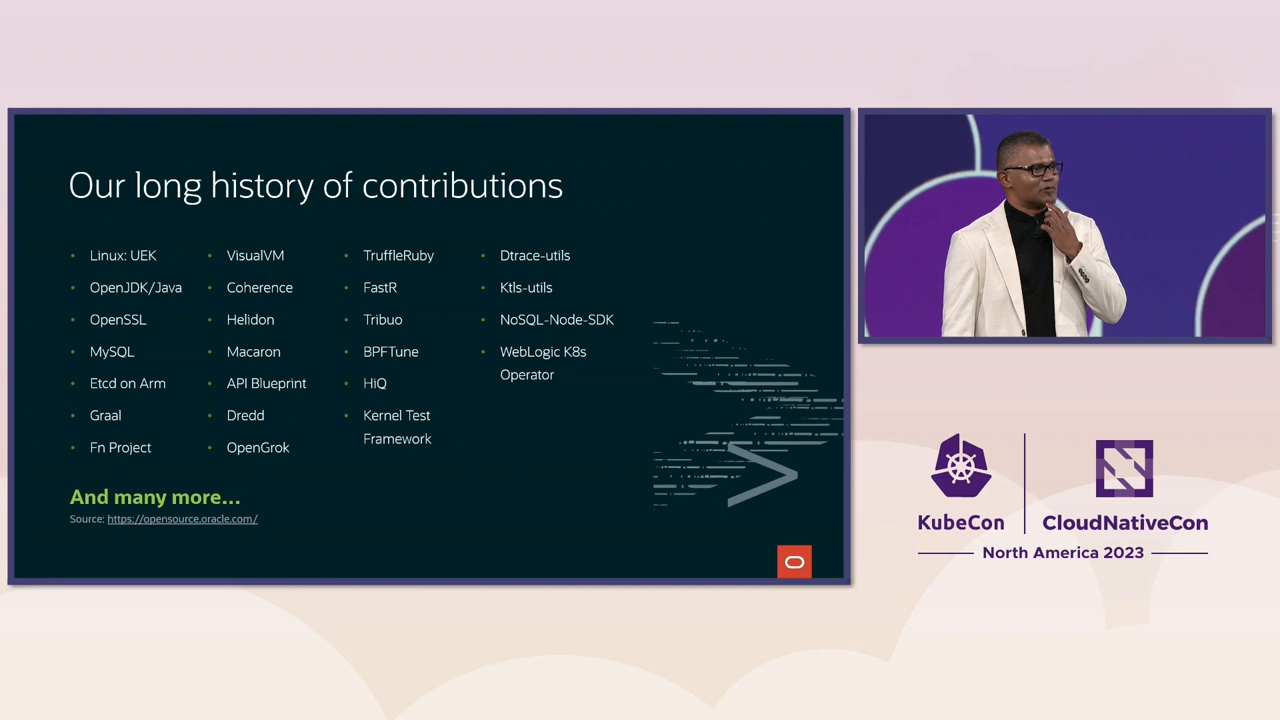 Our long history of contributions
• Linux: UEK
• OpenJDK/Java
• OpenSSL
• MySQL
• Etcd on Arm
• Graal
• Fn Project
• VisualVM
• Coherence
• Helidon
• Macaron
• API Blueprint
• Dredd
• OpenGrok
• TruffleRuby
• FastR
• Tribuo
• BPFTune
• HiQ
• Kernel Test
Framework
• Dtrace-utils
• Ktls-utils
• NoSQL-Node-SDK
• WebLogic K8s
Operator
And many more...
Source: https://opensource.oracle.com/
KubeCon
CloudNativeCon
North America 2023